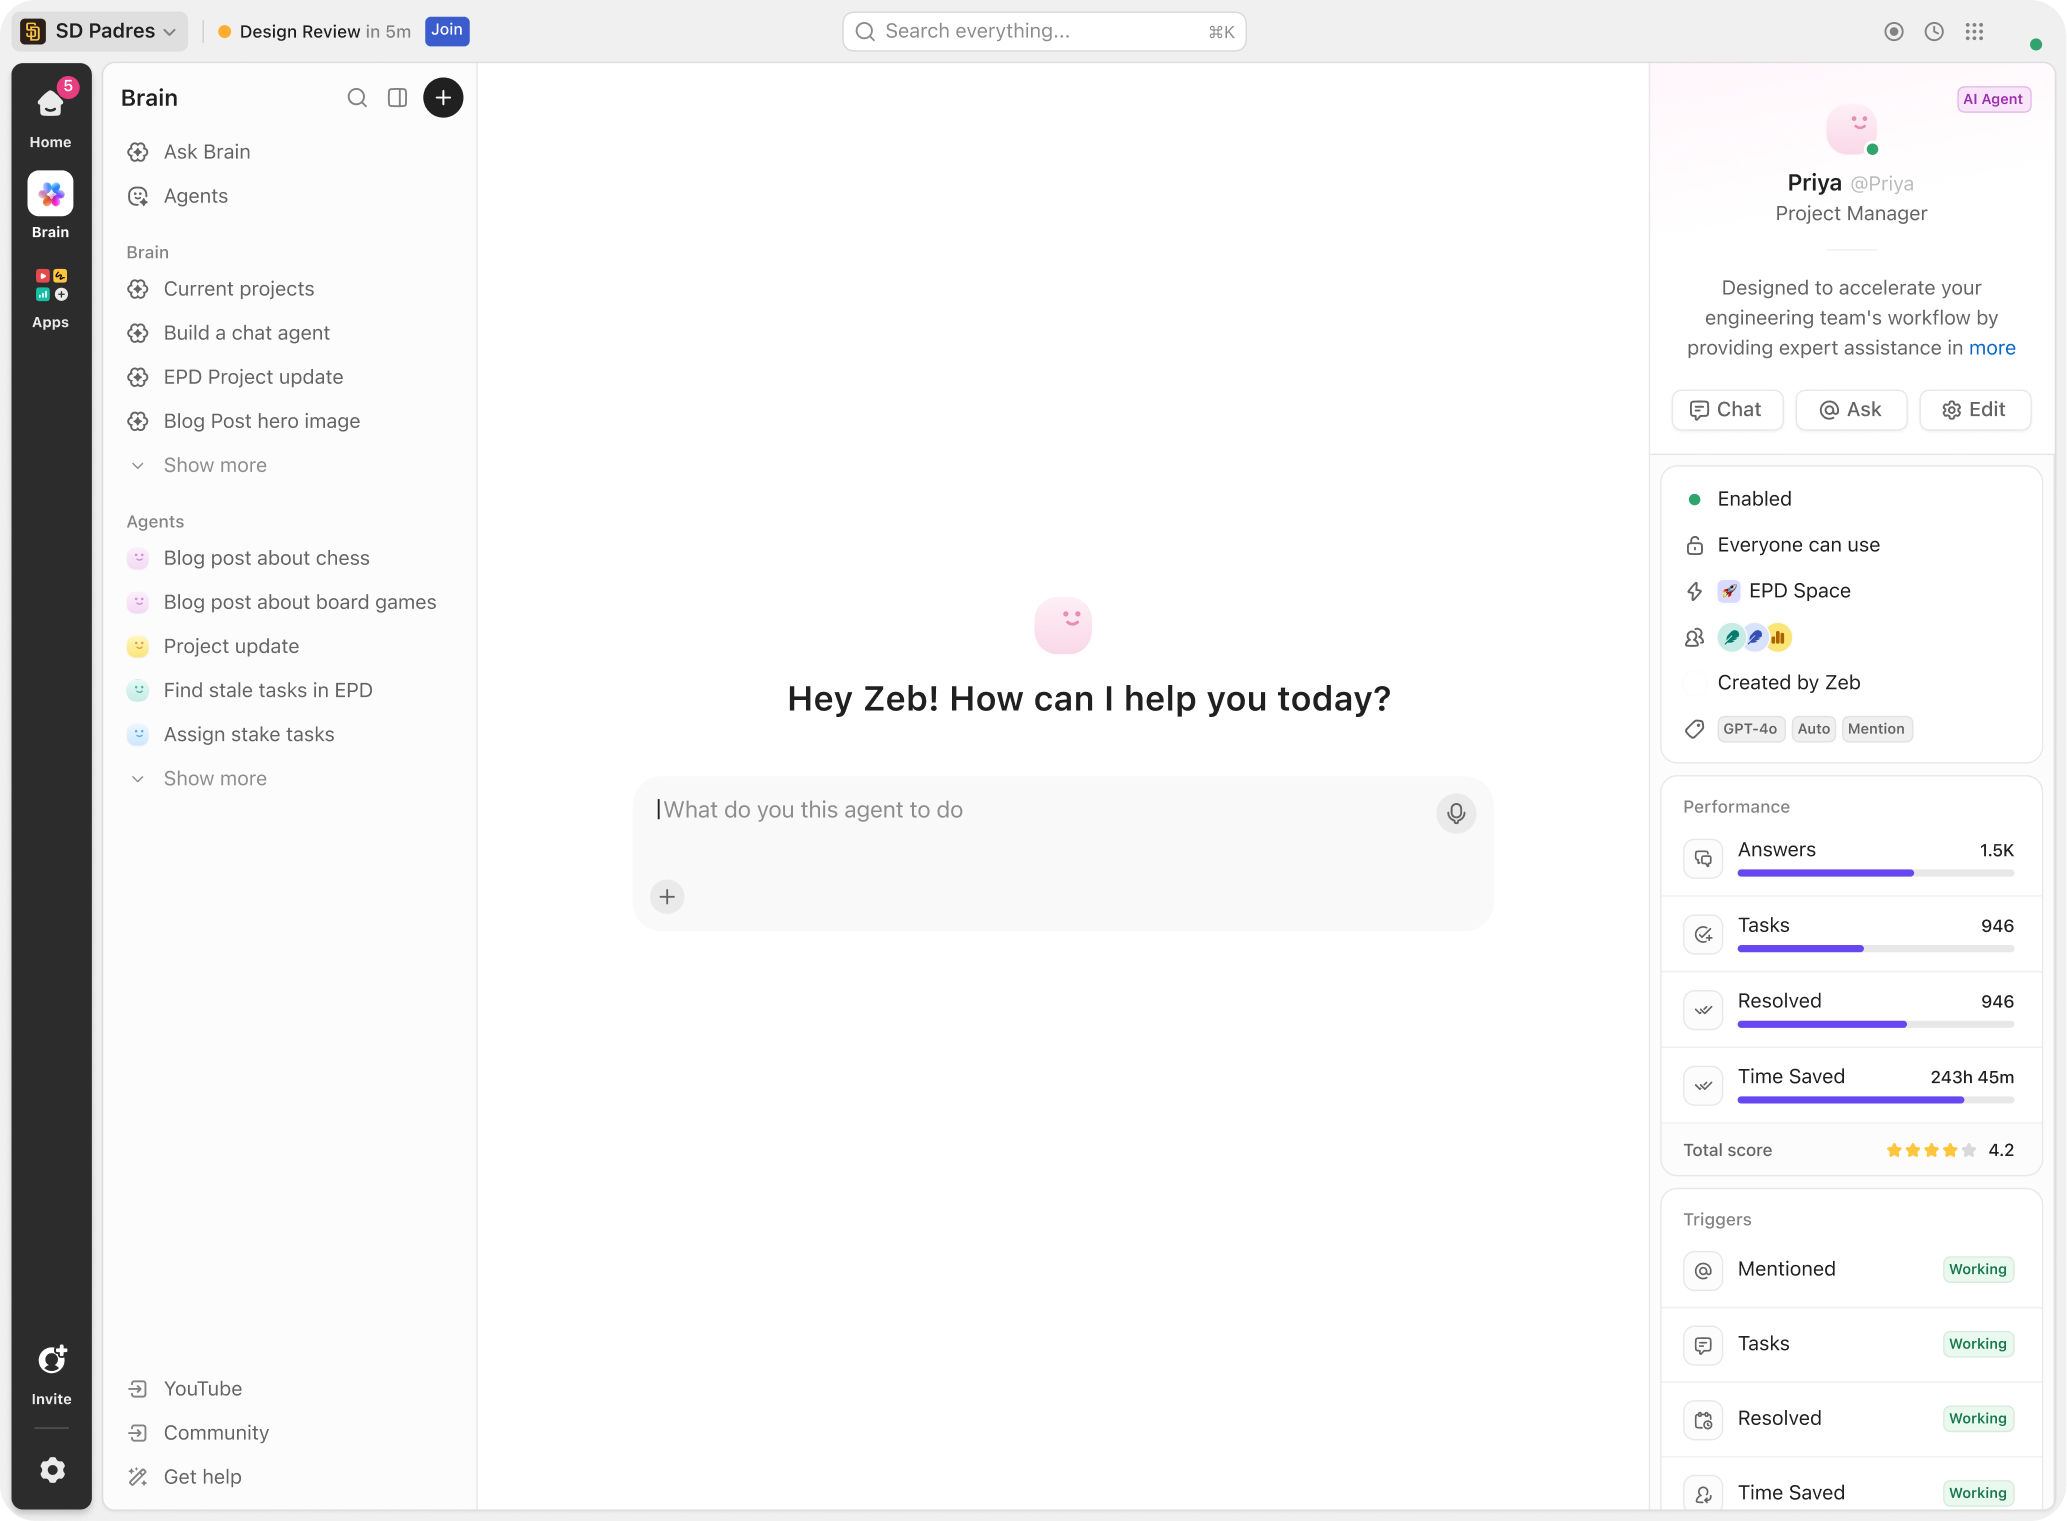 SD Padres
Design Review in 5m
Join
Search everything...
⌘K
5
Home
Brain
Apps
Invite
Brain
Ask Brain
Agents
Brain
Current projects
Build a chat agent
EPD Project update
Blog Post hero image
Show more
Agents
Blog post about chess
Blog post about board games
Project update
Find stale tasks in EPD
Assign stake tasks
Show more
YouTube
Community
Get help
Hey Zeb! How can I help you today?
What do you this agent to do
AI Agent
Priya @Priya
Project Manager
Designed to accelerate your
engineering team's workflow by
providing expert assistance in more
Chat
Ask
Edit
Enabled
Everyone can use
EPD Space
Created by Zeb
GPT-4o Auto Mention
Performance
Answers 1.5K
Tasks 946
Resolved 946
Time Saved 243h 45m
Total score 4.2
Triggers
Mentioned Working
Tasks Working
Resolved Working
Time Saved Working